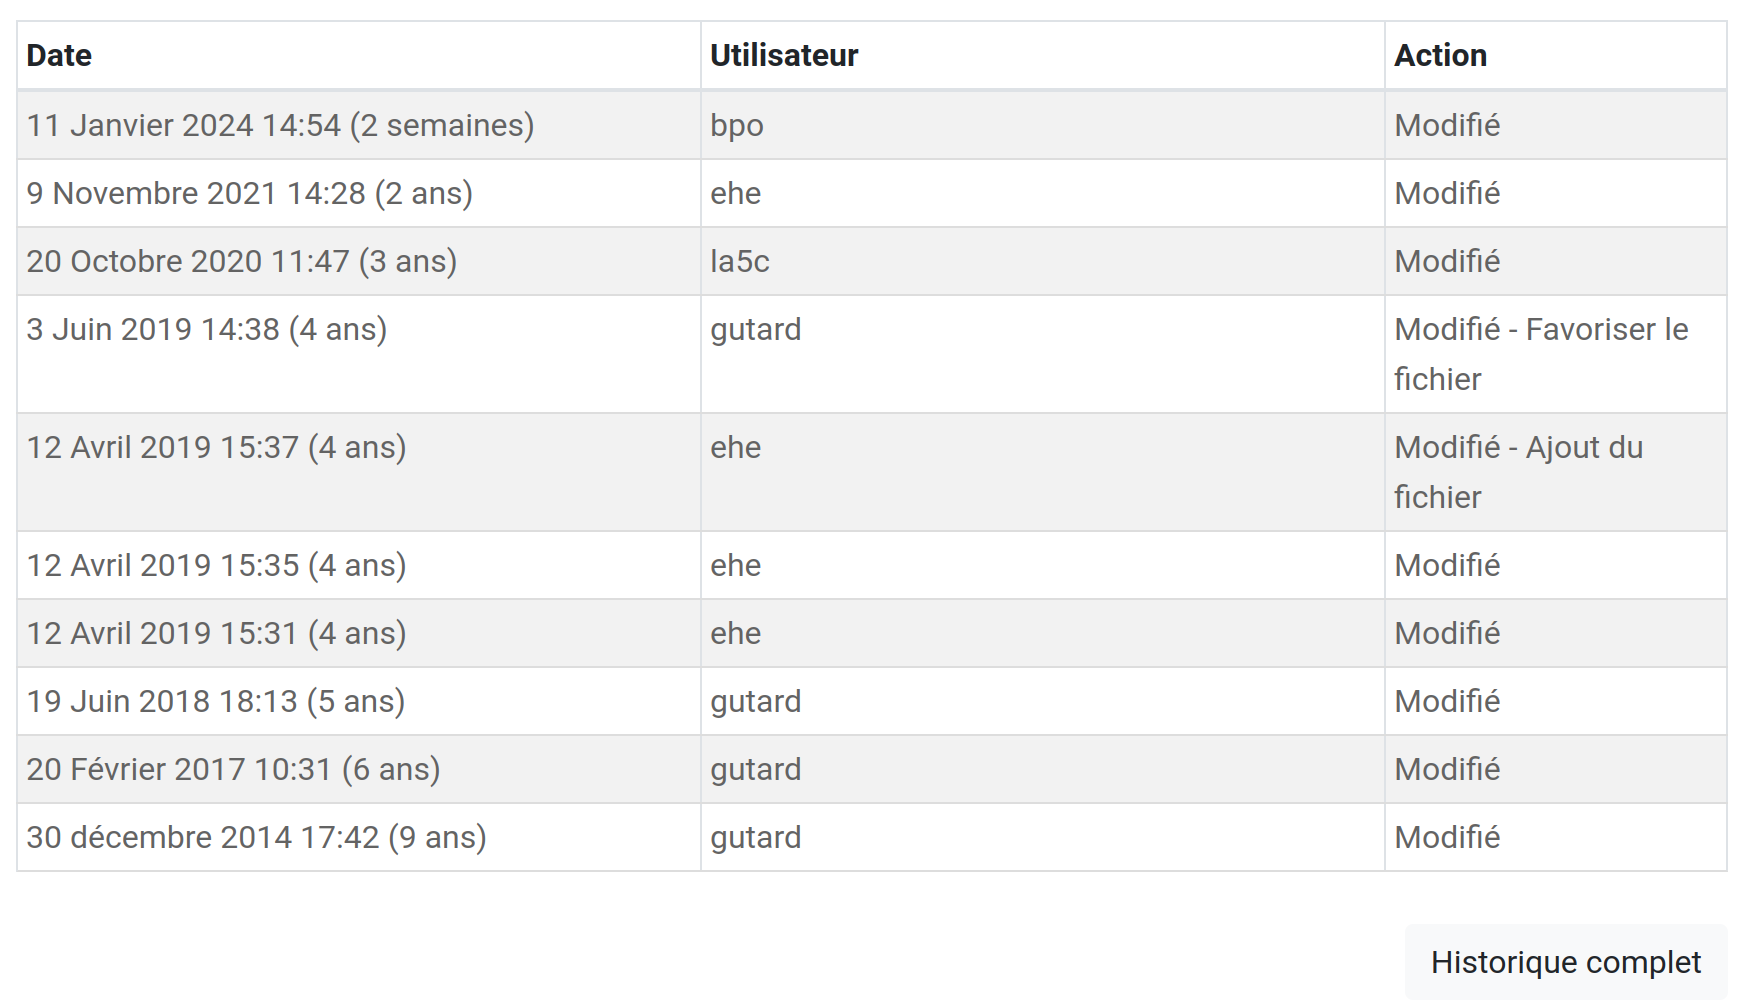 Date Utilisateur Action
11 Janvier 2024 14:54 (2 semaines) bpo Modifié
9 Novembre 2021 14:28 (2 ans) ehe Modifié
20 Octobre 2020 11:47 (3 ans) la5c Modifié
3 Juin 2019 14:38 (4 ans) gutard Modifié - Favoriser le
fichier
12 Avril 2019 15:37 (4 ans) ehe Modifié - Ajout du
fichier
12 Avril 2019 15:35 (4 ans) ehe Modifié
12 Avril 2019 15:31 (4 ans) ehe Modifié
19 Juin 2018 18:13 (5 ans) gutard Modifié
20 Février 2017 10:31 (6 ans) gutard Modifié
30 décembre 2014 17:42 (9 ans) gutard Modifié
Historique complet